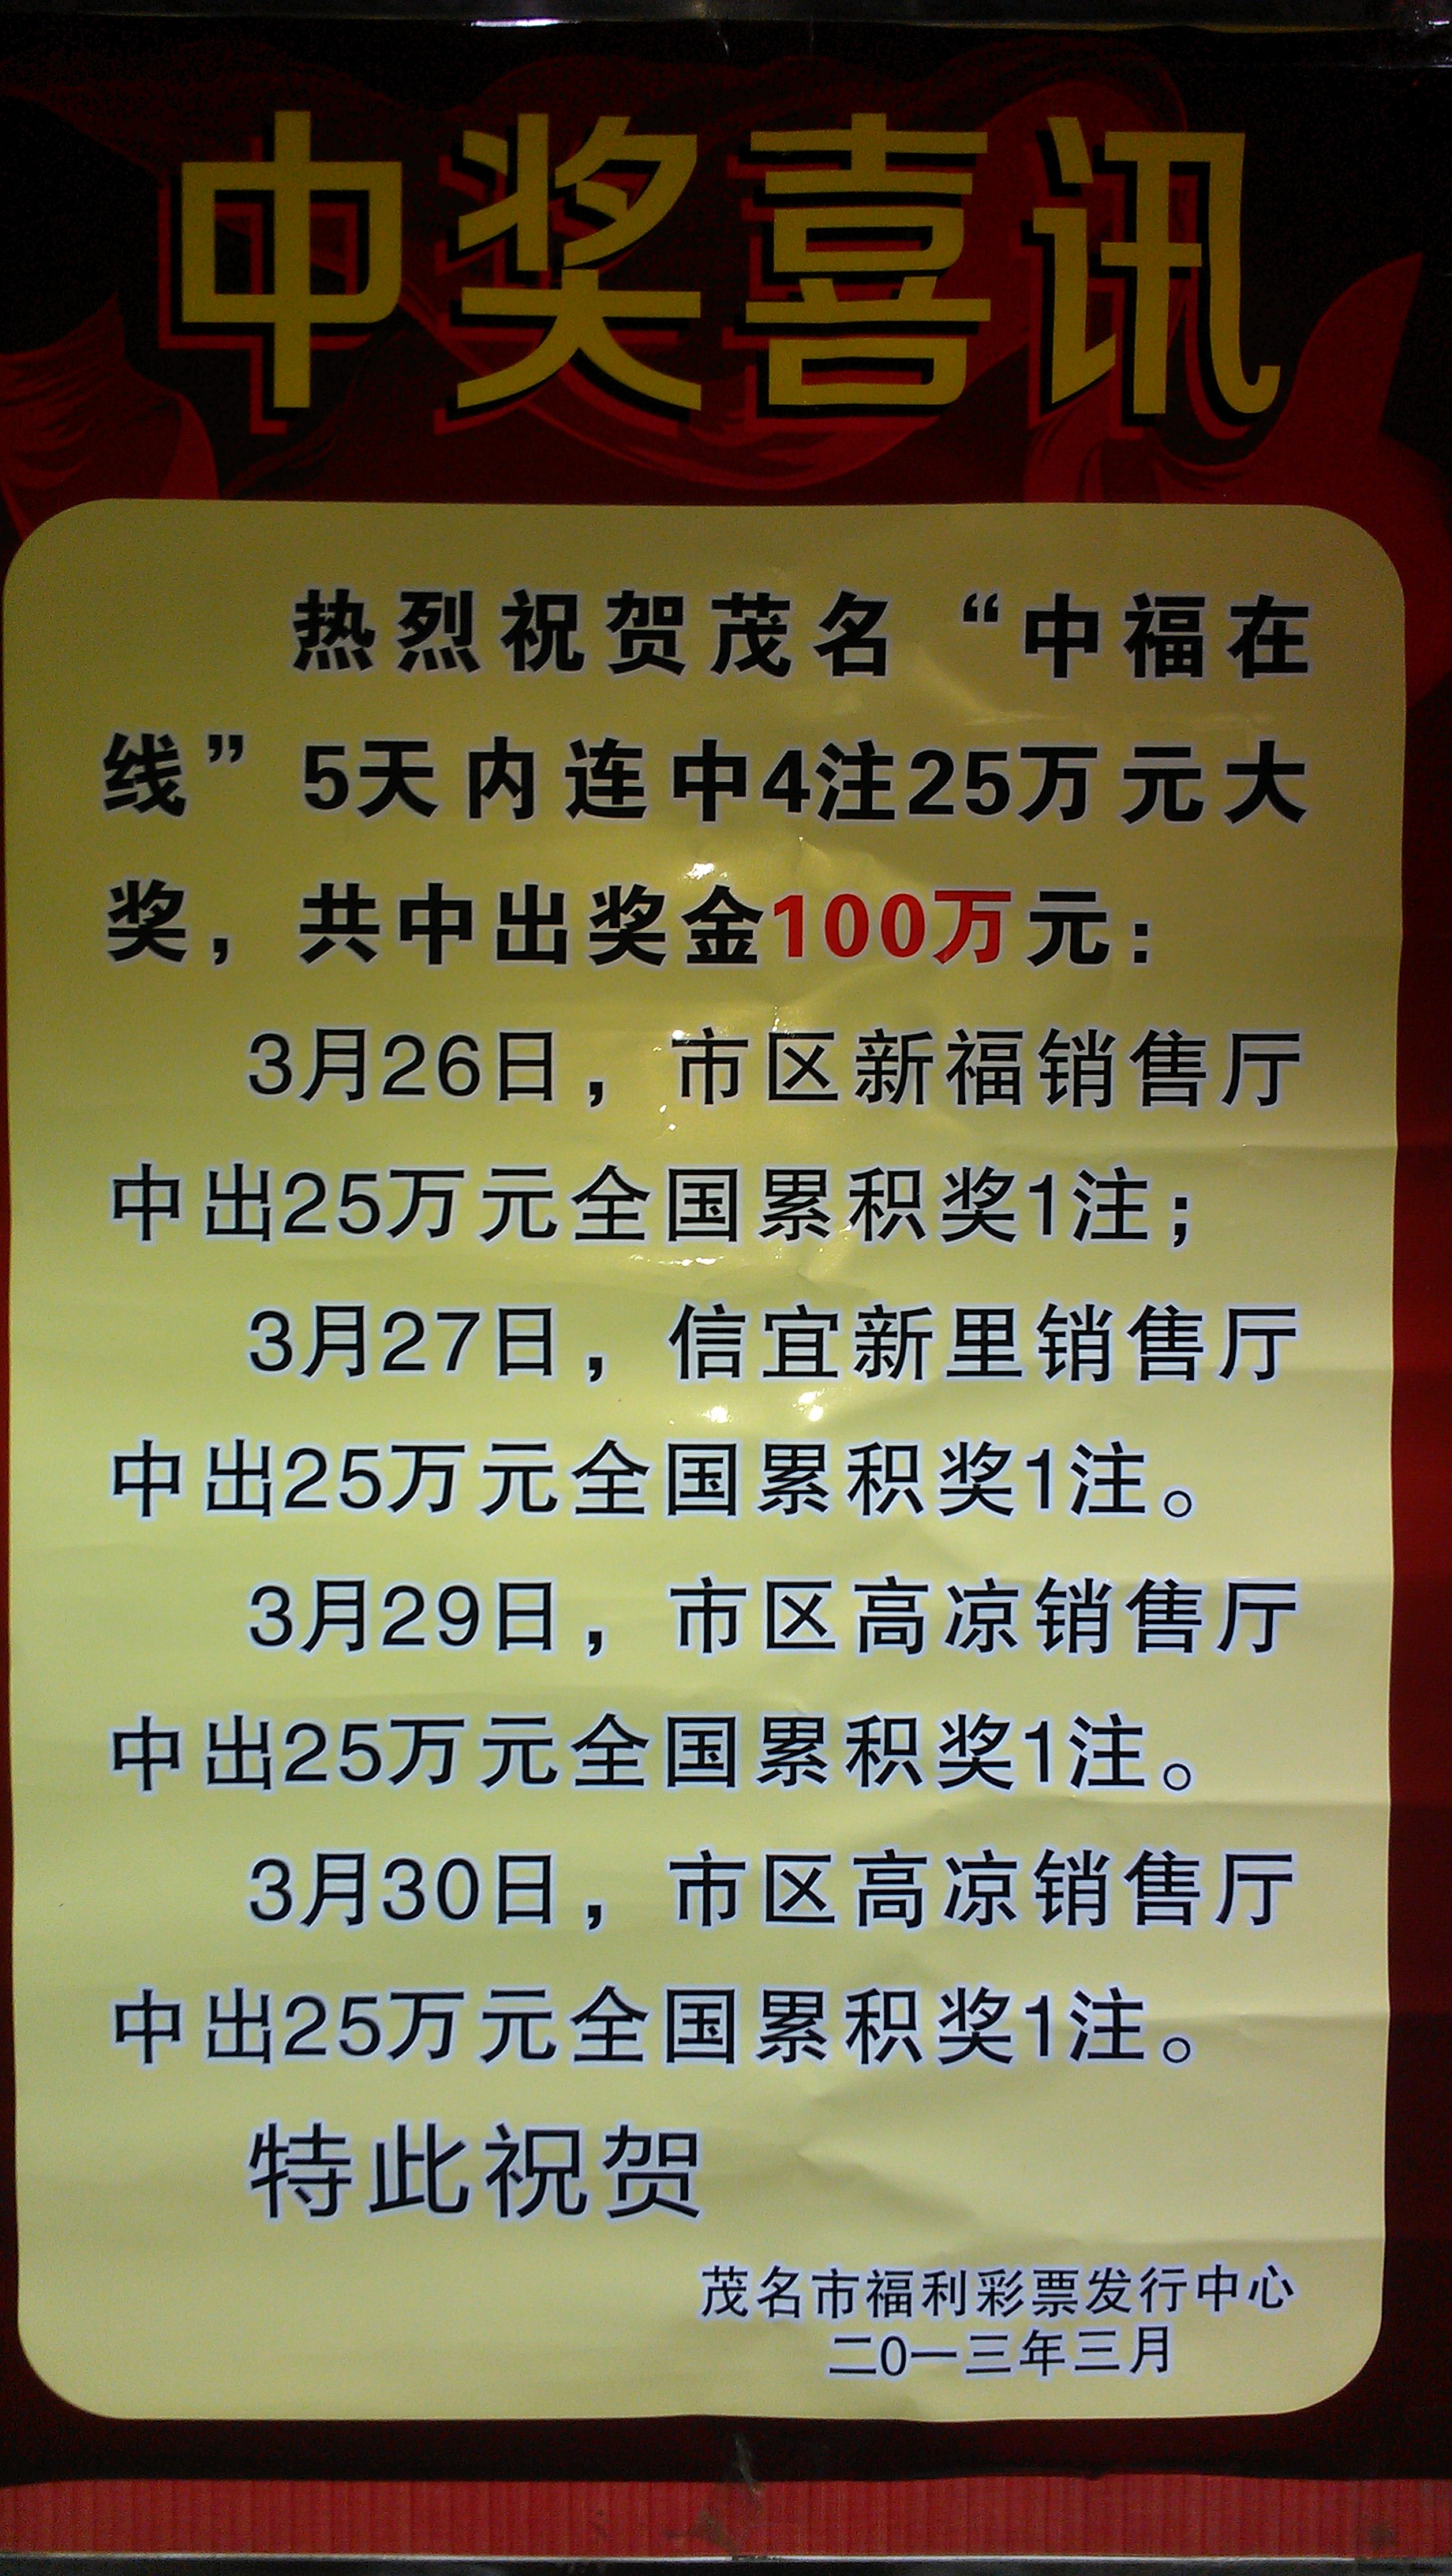 中奖喜讯
热烈祝贺茂名“中福在
线”5天内连中4注25万元大
奖，共中出奖金100万元：
3月26日，市区新福销售厅
中出25万元全国累积奖1注；
3月27日，信宜新里销售厅
中出25万元全国累积奖1注。
3月29日，市区高凉销售厅
中出25万元全国累积奖1注。
3月30日，市区高凉销售厅
中出25万元全国累积奖1注。
特此祝贺
茂名市福利彩票发行中心
二0一三年三月